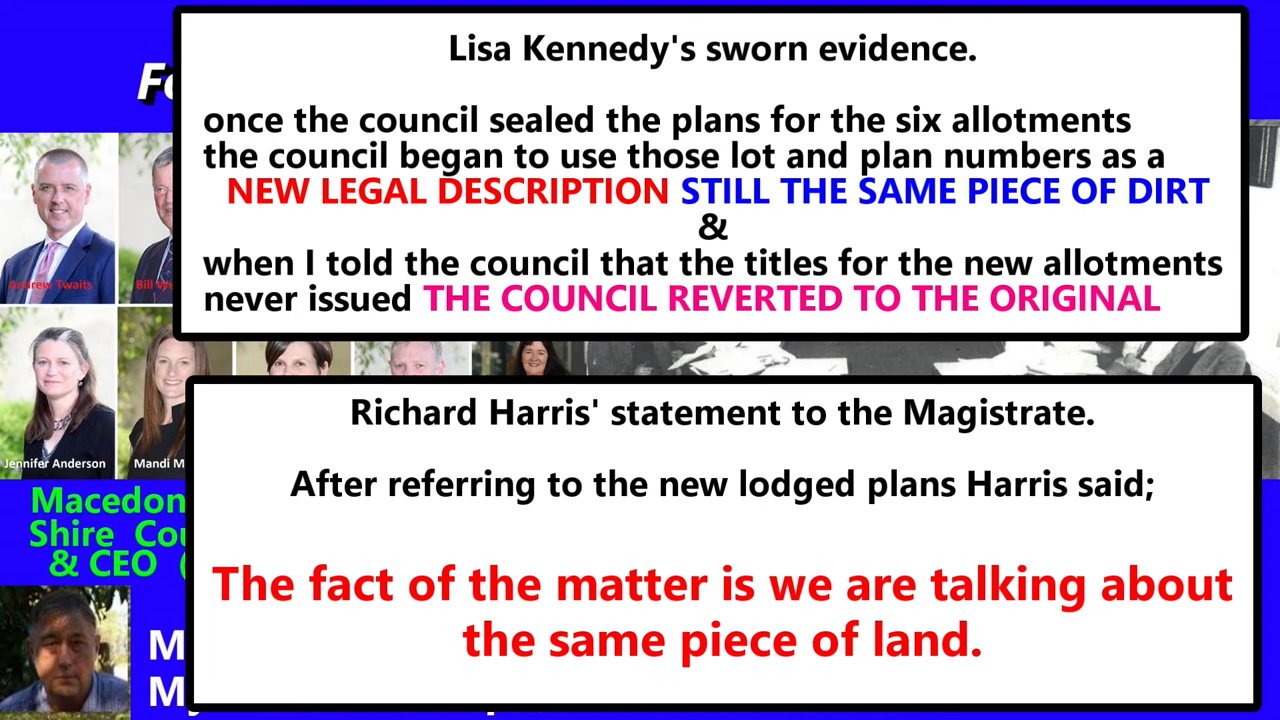 Lisa Kennedy's sworn evidence.
once the council sealed the plans for the six allotments
the council began to use those lot and plan numbers as a
NEW LEGAL DESCRIPTION STILL THE SAME PIECE OF DIRT
&
when I told the council that the titles for the new allotments
never issued THE COUNCIL REVERTED TO THE ORIGINAL
Andrew Twaits
Bill
Richard Harris' statement to the Magistrate.
After referring to the new lodged plans Harris said;
The fact of the matter is we are talking about
the same piece of land.
Jennifer Anderson
Mandi
Macedon
Shire
& CEO